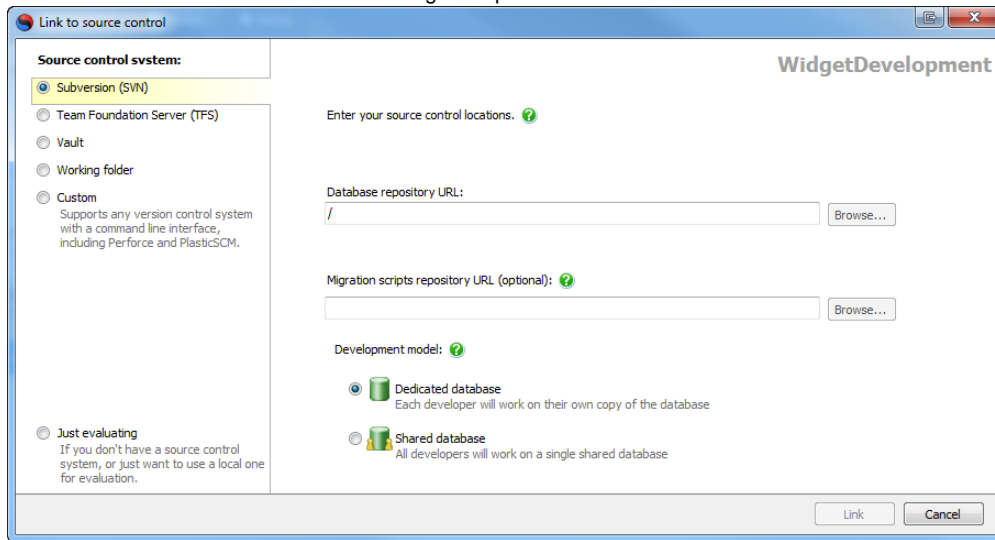 Link to source control
Source control system:
Subversion (SVN)
Team Foundation Server (TFS)
Vault
Working folder
Custom
Supports any version control system
with a command line interface,
including Perforce and PlasticSCM.
Just evaluating
If you don't have a source control
system, or just want to use a local one
for evaluation.
WidgetDevelopment
Enter your source control locations.
Database repository URL:
/
Browse...
Migration scripts repository URL (optional):
Browse...
Development model:
Dedicated database
Each developer will work on their own copy of the database
Shared database
All developers will work on a single shared database
Link
Cancel